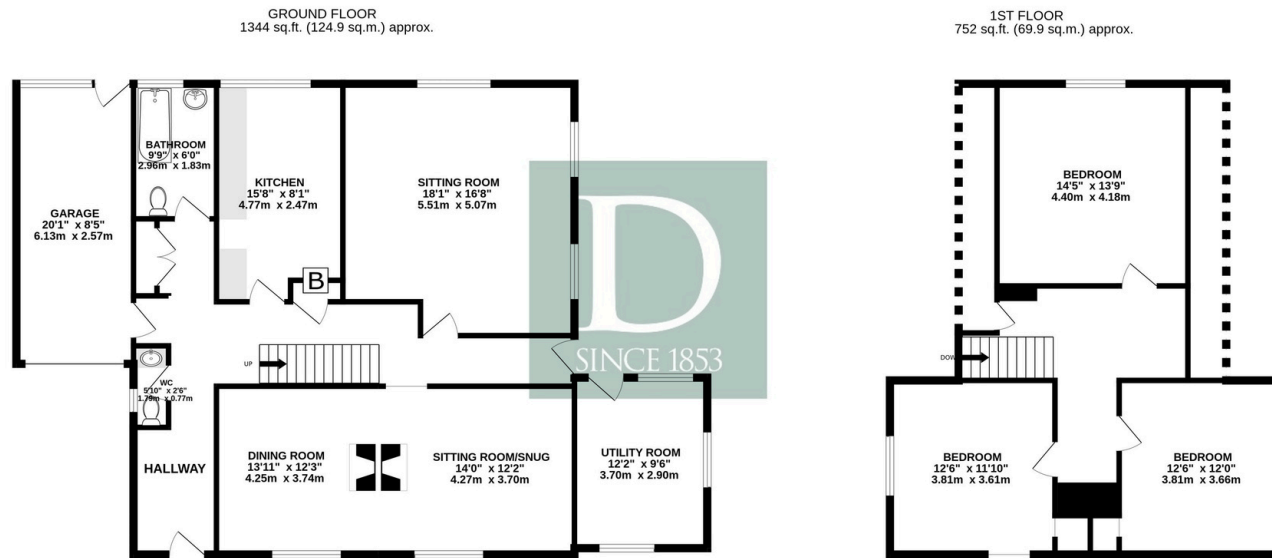 GROUND FLOOR
1344 sq.ft. (124.9 sq.m.) approx.
1ST FLOOR
752 sq.ft. (69.9 sq.m.) approx.
BATHROOM
9'9" x 6'0"
2.96m x 1.83m
KITCHEN
15'8" x 8'1"
4.77m x 2.47m
SITTING ROOM
18'1" x 16'8"
5.51m x 5.07m
GARAGE
20'1" x 8'5"
6.13m x 2.57m
B
D
SINCE 1853
UP
WC
5'10" x 2'6"
1.79m x 0.77m
HALLWAY
DINING ROOM
13'11" x 12'3"
4.25m x 3.74m
SITTING ROOM/SNUG
14'0" x 12'2"
4.27m x 3.70m
UTILITY ROOM
12'2" x 9'6"
3.70m x 2.90m
BEDROOM
14'5" x 13'9"
4.40m x 4.18m
DOW
BEDROOM
12'6" x 11'10"
3.81m x 3.61m
BEDROOM
12'6" x 12'0"
3.81m x 3.66m